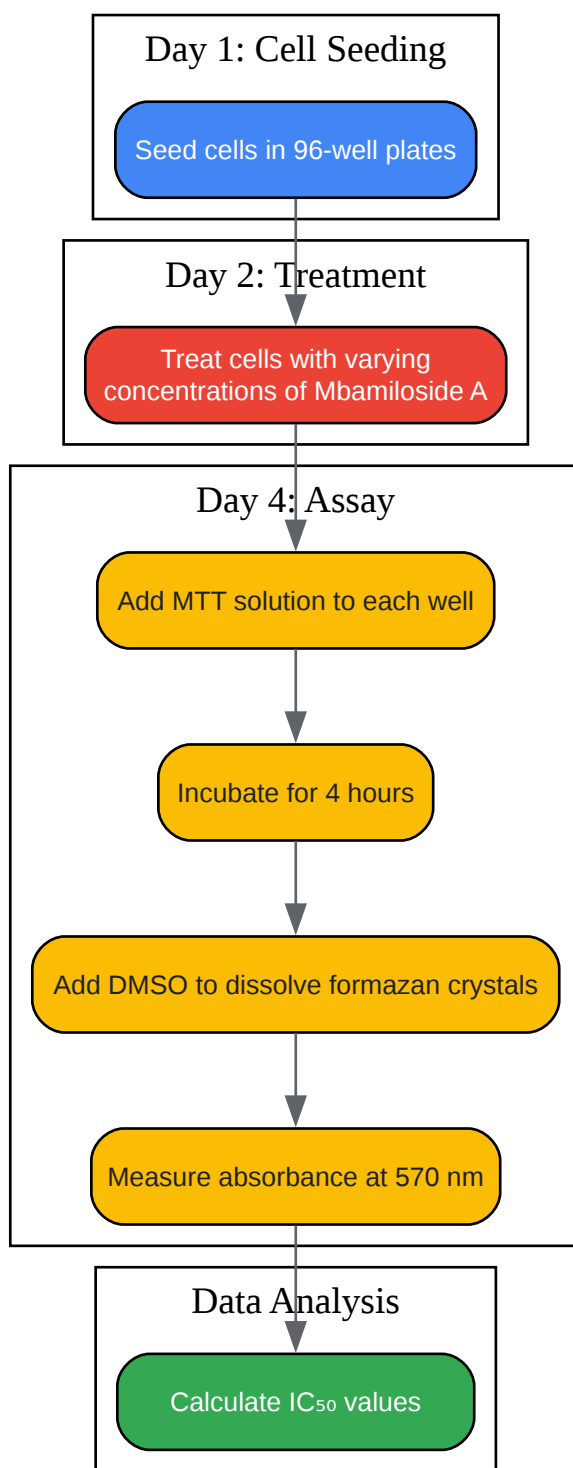 Day 1: Cell Seeding
Seed cells in 96-well plates
Day 2: Treatment
Treat cells with varying
concentrations of Mbamiloside A
Day 4: Assay
Add MTT solution to each well
Incubate for 4 hours
Add DMSO to dissolve formazan crystals
Measure absorbance at 570 nm
Data Analysis
Calculate IC₅₀ values